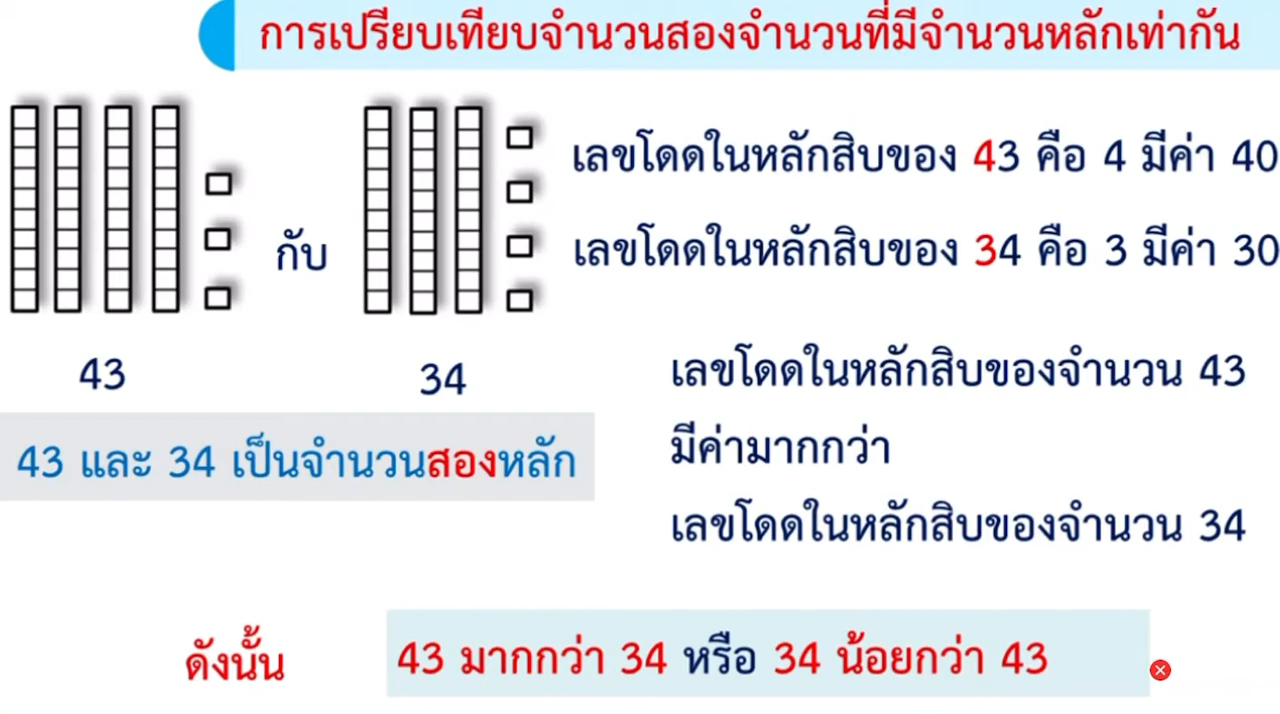 การเปรียบเทียบจำนวนสองจำนวนที่มีจำนวนหลักเท่ากัน
กับ
43
34
43 และ 34 เป็นจำนวนสองหลัก
เลขโดดในหลักสิบของ 43 คือ 4 มีค่า 40
เลขโดดในหลักสิบของ 34 คือ 3 มีค่า 30
เลขโดดในหลักสิบของจำนวน 43
มีค่ามากกว่า
เลขโดดในหลักสิบของจำนวน 34
ดังนั้น
43 มากกว่า 34 หรือ 34 น้อยกว่า 43